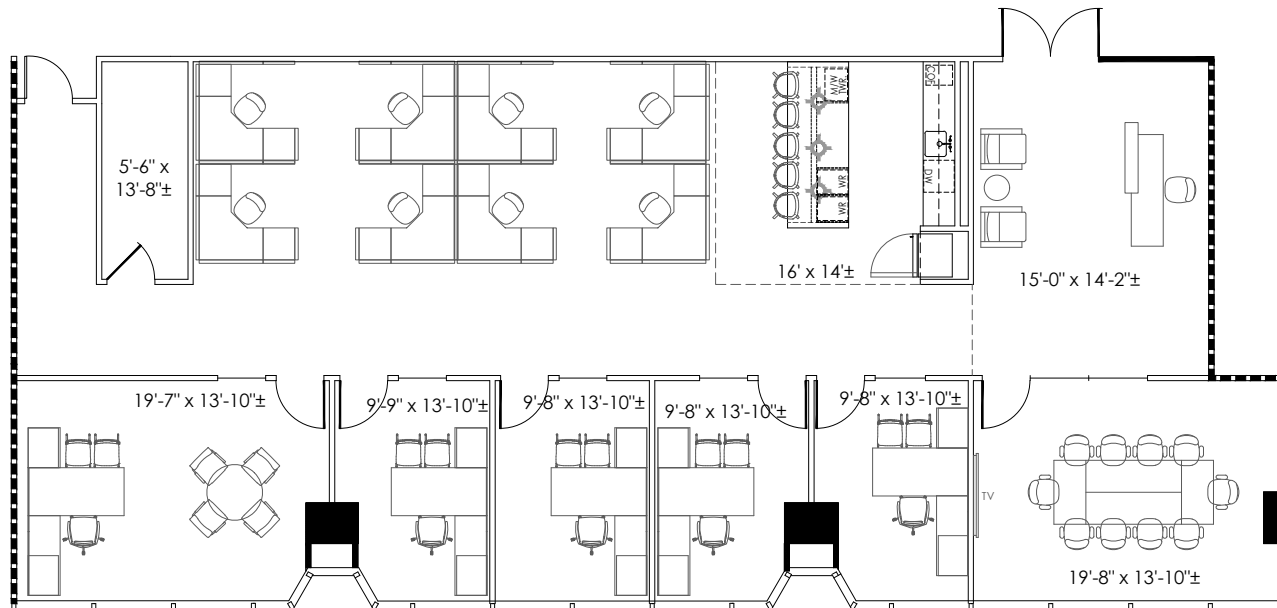 M/W
TWR
COF
5'-6" x
13'-8"±
DW
WR
WR
16' x 14'±
15'-0" x 14'-2"±
19'-7" x 13'-10"±
9'-9" x 13'-10"±
9'-8" x 13'-10"±
9'-8" x 13'-10"±
9'-8" x 13'-10"±
TV
19'-8" x 13'-10"±